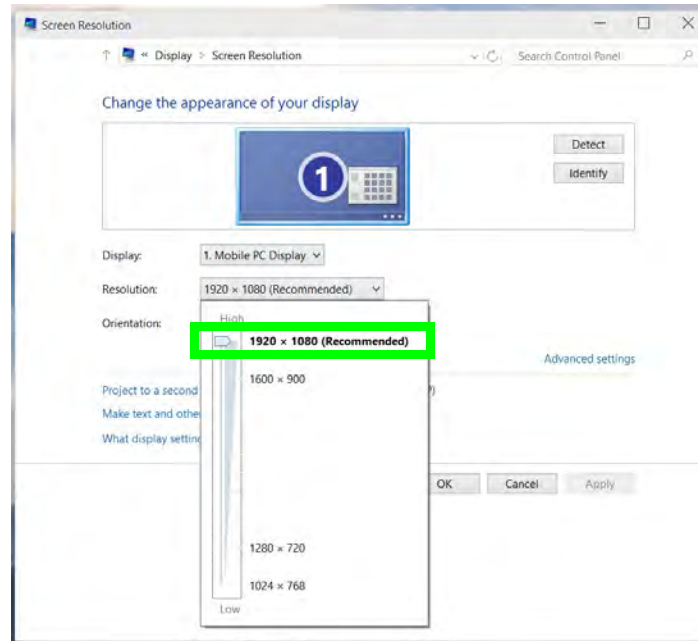 Screen Resolution
« Display > Screen Resolution
Search Control Panel
Change the appearance of your display
1
Detect
Identify
Display:
1. Mobile PC Display
Resolution:
1920 × 1080 (Recommended)
Orientation:
High
1920 × 1080 (Recommended)
1600 × 900
1280 × 720
1024 × 768
Low
Advanced settings
Project to a second
Make text and othe
What display settin
OK
Cancel
Apply